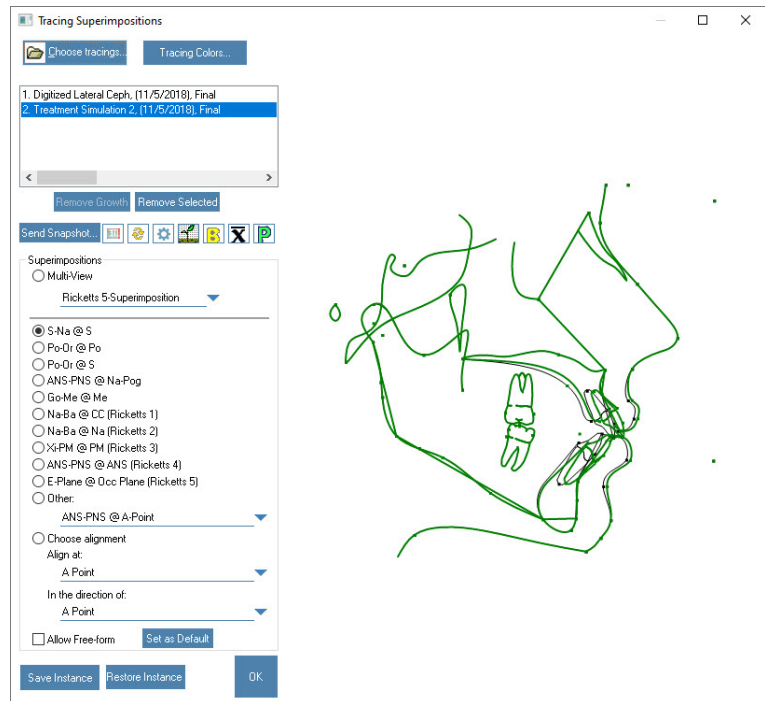 Tracing Superimpositions
Choose tracings...
Tracing Colors...
1. Digitized Lateral Ceph, (11/5/2018), Final
2. Treatment Simulation 2, (11/5/2018), Final
Remove Growth
Remove Selected
Send Snapshot...
B
X
P
Superimpositions
Multi-View
Ricketts 5-Superimposition
S-Na @ S
Po-Or @ Po
Po-Or @ S
ANS-PNS @ Na-Pog
Go-Me @ Me
Na-Ba @ CC (Ricketts 1)
Na-Ba @ Na (Ricketts 2)
Xi-PM @ PM (Ricketts 3)
ANS-PNS @ ANS (Ricketts 4)
E-Plane @ Occ Plane (Ricketts 5)
Other:
ANS-PNS @ A-Point
Choose alignment
Align at:
A Point
In the direction of:
A Point
Allow Free-form
Set as Default
Save Instance
Restore Instance
OK